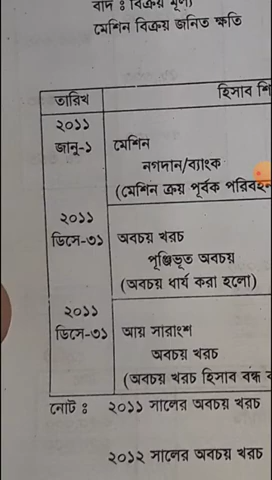 বাদ : বিক্রয় মূল্য
মেশিন বিক্রয় জনিত ক্ষতি
তারিখ হিসাব শি
২০১১
জানু-১ মেশিন
নগদান/ব্যাংক
(মেশিন ক্রয় পূর্বক পরিবহন
২০১১
ডিসে-৩১ অবচয় খরচ
পুঞ্জিভূত অবচয়
(অবচয় ধার্য করা হলো)
২০১১
ডিসে-৩১ আয় সারাংশ
অবচয় খরচ
(অবচয় খরচ হিসাব বন্ধ ক
নোট : ২০১১ সালের অবচয় খরচ
২০১২ সালের অবচয় খরচ